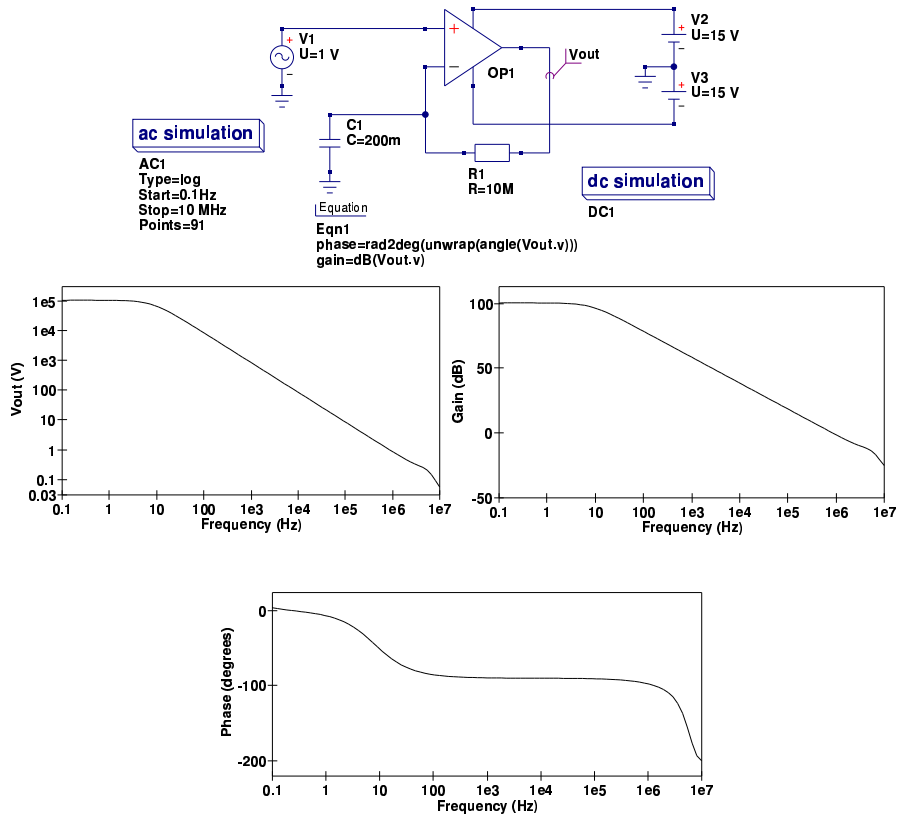 V1
U=1 V
+
−
+
−
OP1
Vout
V2
U=15 V
+
−
V3
U=15 V
+
−
C1
C=200m
R1
R=10M
ac simulation
AC1
Type=log
Start=0.1Hz
Stop=10 MHz
Points=91
dc simulation
DC1
Equation
Eqn1
phase=rad2deg(unwrap(angle(Vout.v)))
gain=dB(Vout.v)
Vout (V)
1e5
1e4
1e3
100
10
1
0.1
0.03
0.1 1 10 100 1e3 1e4 1e5 1e6 1e7
Frequency (Hz)
Gain (dB)
100
50
0
-50
0.1 1 10 100 1e3 1e4 1e5 1e6 1e7
Frequency (Hz)
Phase (degrees)
0
-100
-200
0.1 1 10 100 1e3 1e4 1e5 1e6 1e7
Frequency (Hz)